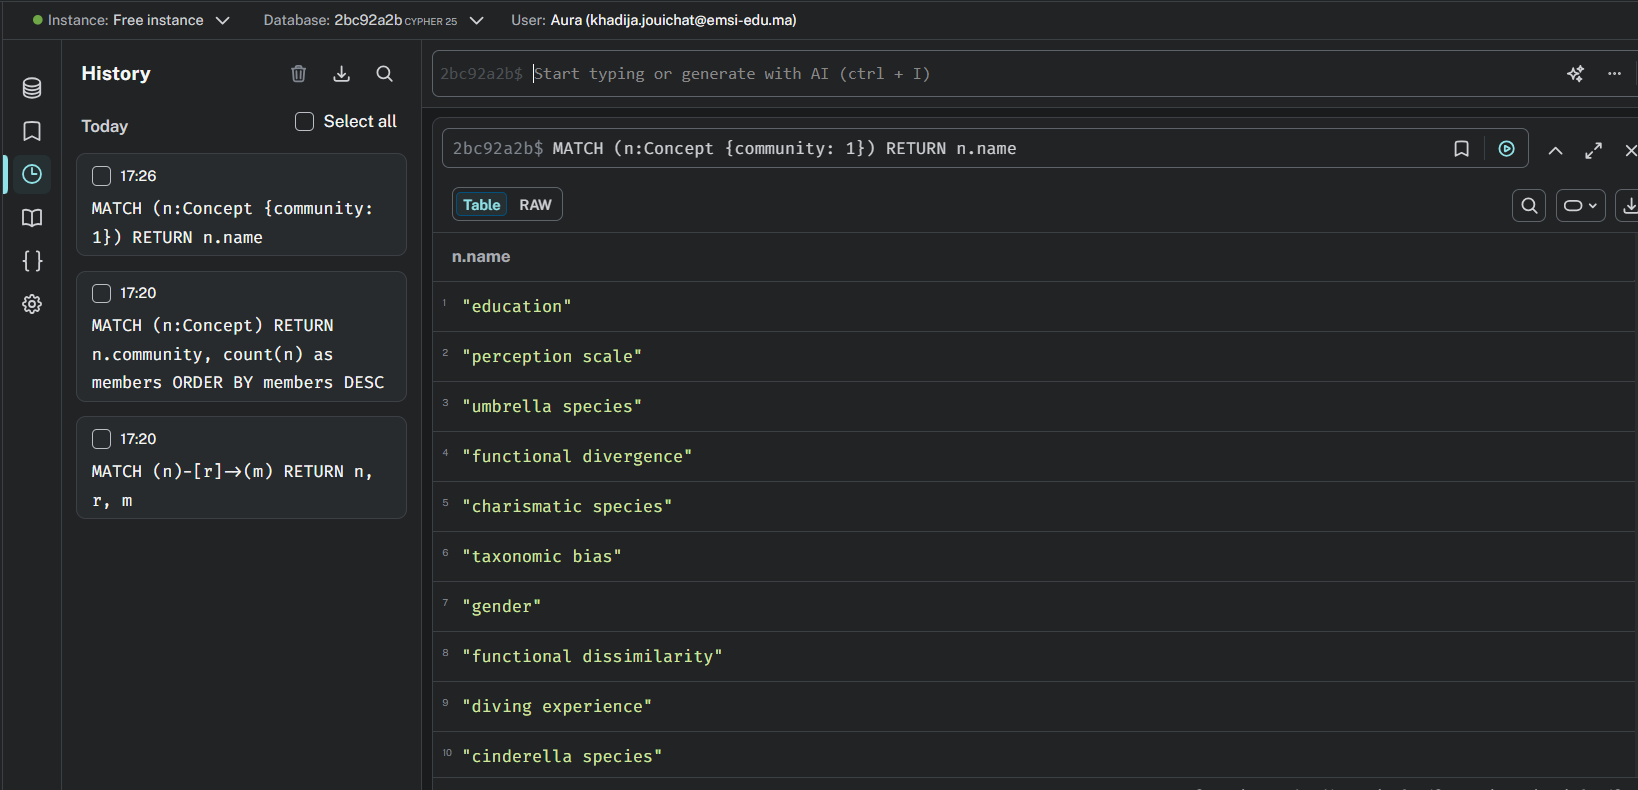 Instance: Free instance Database: 2bc92a2b CYPHER 25 User: Aura (khadija.jouichat@emsi-edu.ma)
History
Today
Select all
17:26
MATCH (n:Concept {community:
1}) RETURN n.name
17:20
MATCH (n:Concept) RETURN
n.community, count(n) as
members ORDER BY members DESC
17:20
MATCH (n)-[r]->(m) RETURN n,
r, m
2bc92a2b$ Start typing or generate with AI (ctrl + I)
2bc92a2b$ MATCH (n:Concept {community: 1}) RETURN n.name
Table RAW
n.name
1 "education"
2 "perception scale"
3 "umbrella species"
4 "functional divergence"
5 "charismatic species"
6 "taxonomic bias"
7 "gender"
8 "functional dissimilarity"
9 "diving experience"
10 "cinderella species"